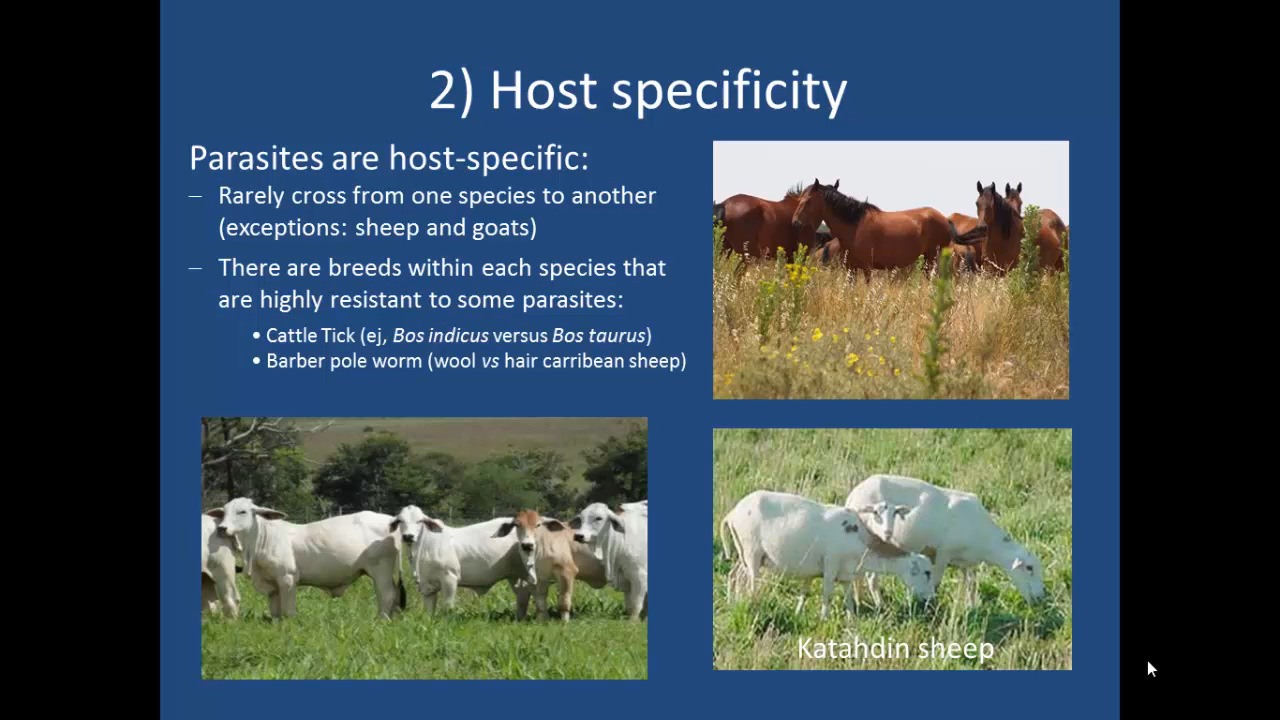 2) Host specificity
Parasites are host-specific:
– Rarely cross from one species to another
(exceptions: sheep and goats)
– There are breeds within each species that
are highly resistant to some parasites:
• Cattle Tick (ej, Bos indicus versus Bos taurus)
• Barber pole worm (wool vs hair carribean sheep)
Katahdin sheep